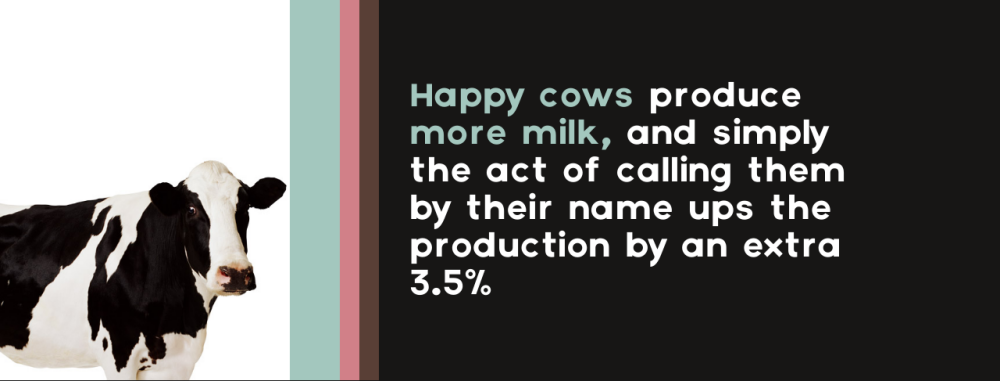 Happy cows produce
more milk, and simply
the act of calling them
by their name ups the
production by an extra
3.5%